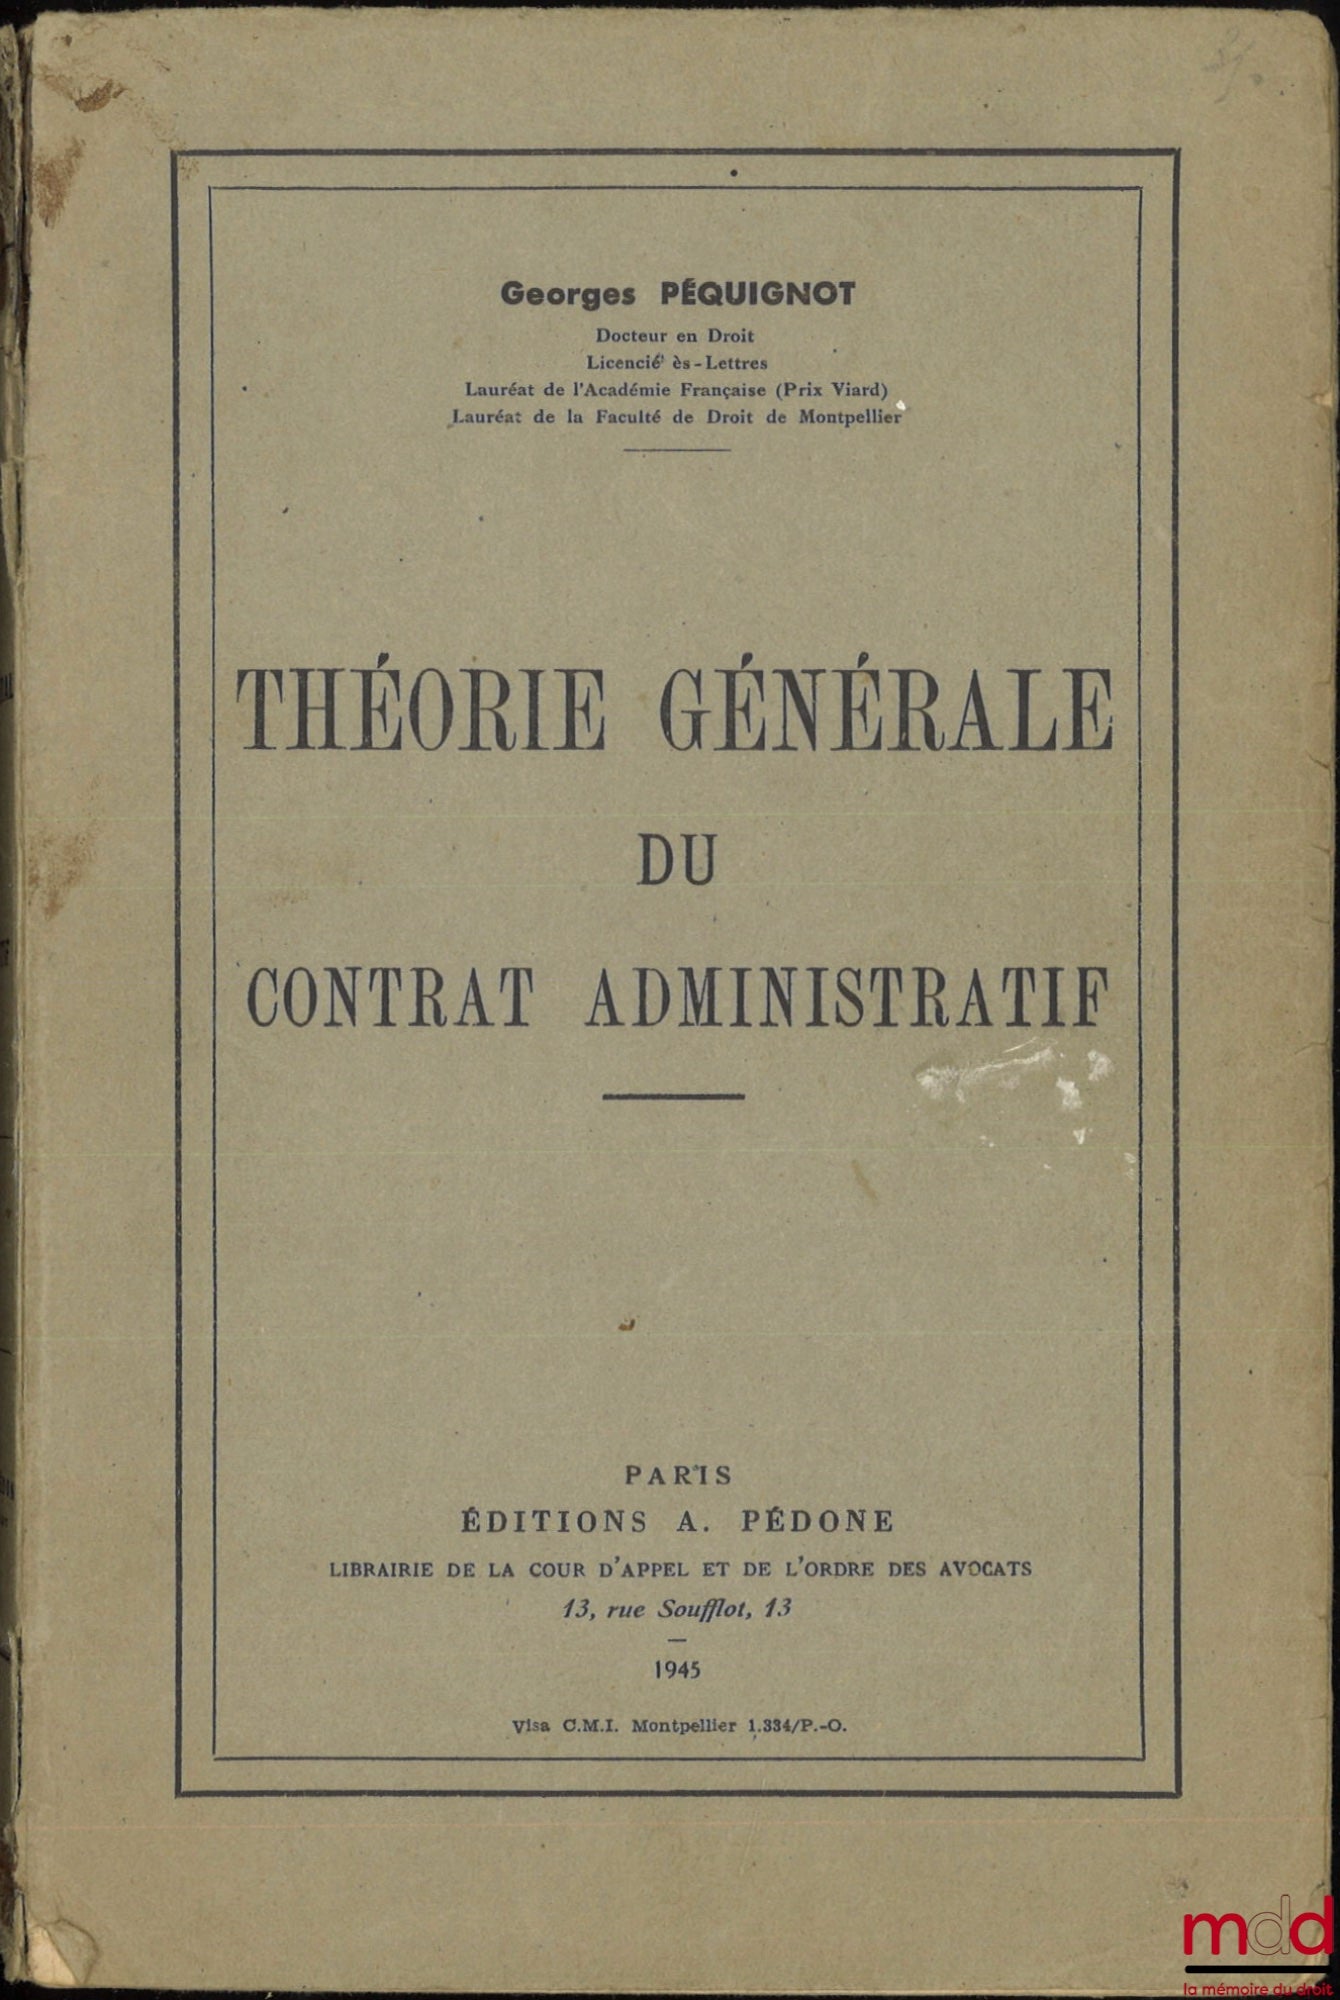 Georges PÉQUIGNOT
Docteur en Droit
Licencié ès-Lettres
Lauréat de l'Académie Française (Prix Viard)
Lauréat de la Faculté de Droit de Montpellier
THÉORIE GÉNÉRALE
DU
CONTRAT ADMINISTRATIF
PARIS
ÉDITIONS A. PÉDONE
LIBRAIRIE DE LA COUR D'APPEL ET DE L'ORDRE DES AVOCATS
13, rue Soufflot, 13
1945
Visa C.M.I. Montpellier 1.334/P.-O.
mdd
la mémoire du droit